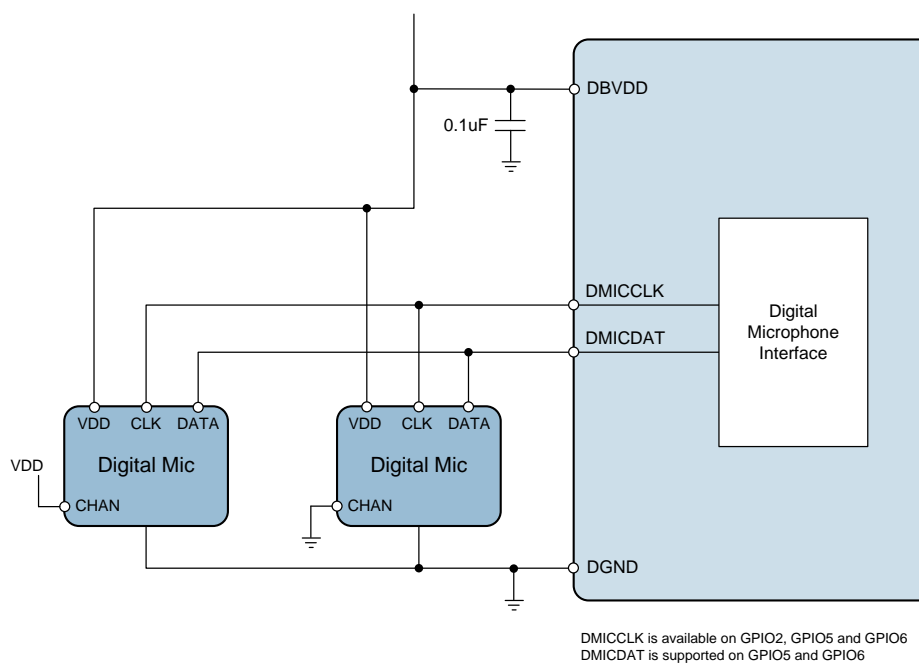 DBVDD
0.1uF
DMICCLK
Digital
Microphone
Interface
DMICDAT
VDD CLK DATA
Digital Mic
VDD
CHAN
VDD CLK DATA
Digital Mic
CHAN
DGND
DMICCLK is available on GPIO2, GPIO5 and GPIO6
DMICDAT is supported on GPIO5 and GPIO6